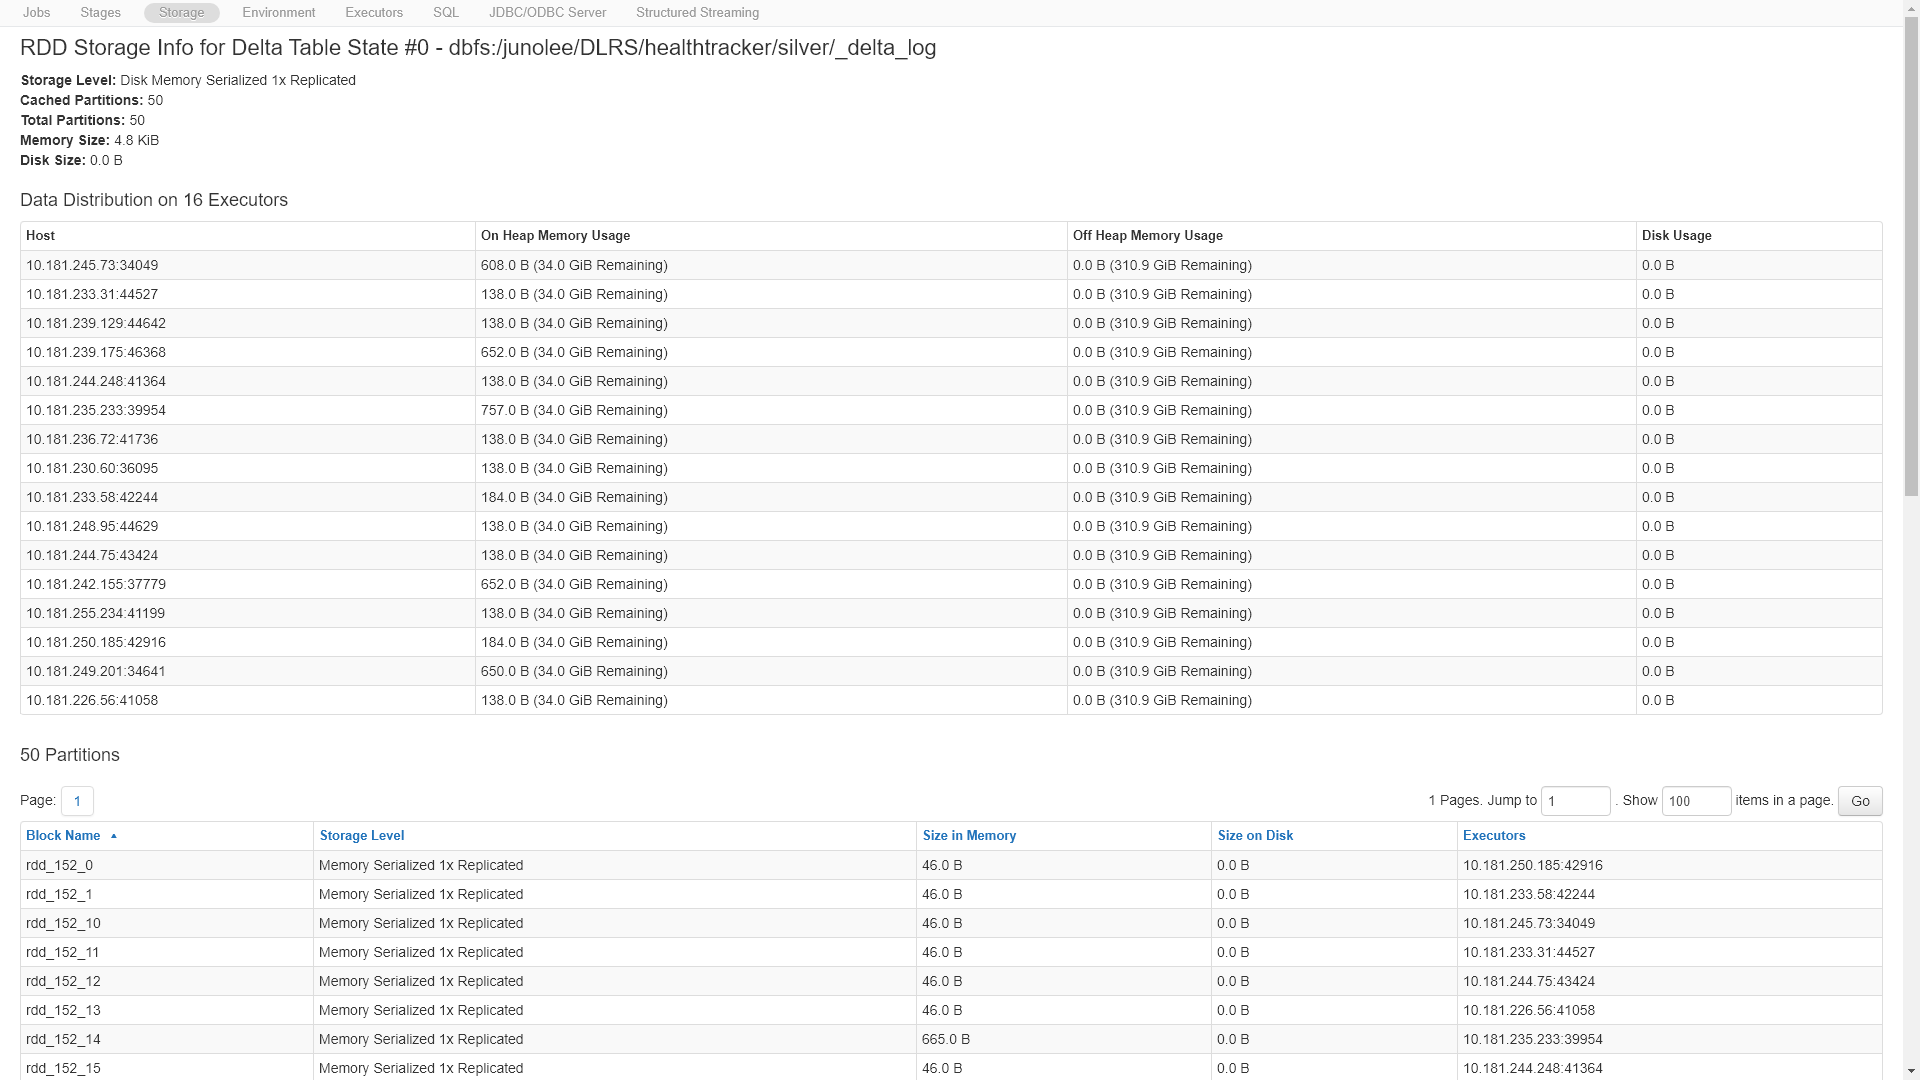 Jobs Stages Storage Environment Executors SQL JDBC/ODBC Server Structured Streaming
RDD Storage Info for Delta Table State #0 - dbfs:/junolee/DLRS/healthtracker/silver/_delta_log
Storage Level: Disk Memory Serialized 1x Replicated
Cached Partitions: 50
Total Partitions: 50
Memory Size: 4.8 KiB
Disk Size: 0.0 B
Data Distribution on 16 Executors
Host On Heap Memory Usage Off Heap Memory Usage Disk Usage
10.181.245.73:34049 608.0 B (34.0 GiB Remaining) 0.0 B (310.9 GiB Remaining) 0.0 B
10.181.233.31:44527 138.0 B (34.0 GiB Remaining) 0.0 B (310.9 GiB Remaining) 0.0 B
10.181.239.129:44642 138.0 B (34.0 GiB Remaining) 0.0 B (310.9 GiB Remaining) 0.0 B
10.181.239.175:46368 652.0 B (34.0 GiB Remaining) 0.0 B (310.9 GiB Remaining) 0.0 B
10.181.244.248:41364 138.0 B (34.0 GiB Remaining) 0.0 B (310.9 GiB Remaining) 0.0 B
10.181.235.233:39954 757.0 B (34.0 GiB Remaining) 0.0 B (310.9 GiB Remaining) 0.0 B
10.181.236.72:41736 138.0 B (34.0 GiB Remaining) 0.0 B (310.9 GiB Remaining) 0.0 B
10.181.230.60:36095 138.0 B (34.0 GiB Remaining) 0.0 B (310.9 GiB Remaining) 0.0 B
10.181.233.58:42244 184.0 B (34.0 GiB Remaining) 0.0 B (310.9 GiB Remaining) 0.0 B
10.181.248.95:44629 138.0 B (34.0 GiB Remaining) 0.0 B (310.9 GiB Remaining) 0.0 B
10.181.244.75:43424 138.0 B (34.0 GiB Remaining) 0.0 B (310.9 GiB Remaining) 0.0 B
10.181.242.155:37779 652.0 B (34.0 GiB Remaining) 0.0 B (310.9 GiB Remaining) 0.0 B
10.181.255.234:41199 138.0 B (34.0 GiB Remaining) 0.0 B (310.9 GiB Remaining) 0.0 B
10.181.250.185:42916 184.0 B (34.0 GiB Remaining) 0.0 B (310.9 GiB Remaining) 0.0 B
10.181.249.201:34641 650.0 B (34.0 GiB Remaining) 0.0 B (310.9 GiB Remaining) 0.0 B
10.181.226.56:41058 138.0 B (34.0 GiB Remaining) 0.0 B (310.9 GiB Remaining) 0.0 B
50 Partitions
Page: 1 1 Pages. Jump to 1 . Show 100 items in a page. Go
Block Name ▲ Storage Level Size in Memory Size on Disk Executors
rdd_152_0 Memory Serialized 1x Replicated 46.0 B 0.0 B 10.181.250.185:42916
rdd_152_1 Memory Serialized 1x Replicated 46.0 B 0.0 B 10.181.233.58:42244
rdd_152_10 Memory Serialized 1x Replicated 46.0 B 0.0 B 10.181.245.73:34049
rdd_152_11 Memory Serialized 1x Replicated 46.0 B 0.0 B 10.181.233.31:44527
rdd_152_12 Memory Serialized 1x Replicated 46.0 B 0.0 B 10.181.244.75:43424
rdd_152_13 Memory Serialized 1x Replicated 46.0 B 0.0 B 10.181.226.56:41058
rdd_152_14 Memory Serialized 1x Replicated 665.0 B 0.0 B 10.181.235.233:39954
rdd_152_15 Memory Serialized 1x Replicated 46.0 B 0.0 B 10.181.244.248:41364